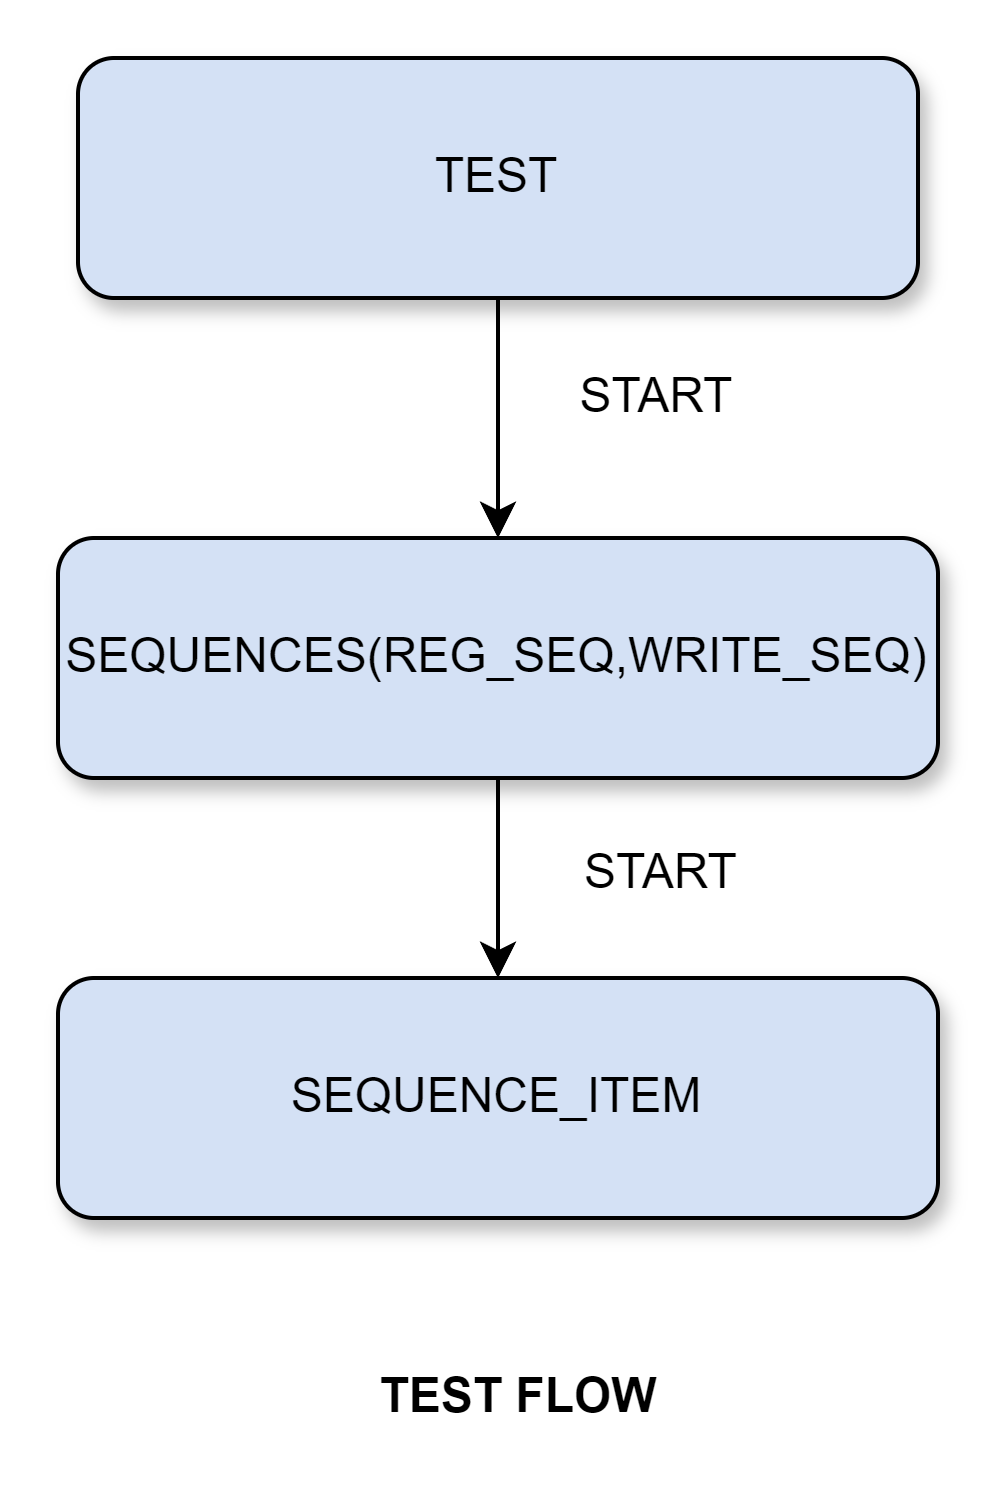 TEST
START
SEQUENCES(REG_SEQ,WRITE_SEQ)
START
SEQUENCE_ITEM
TEST FLOW